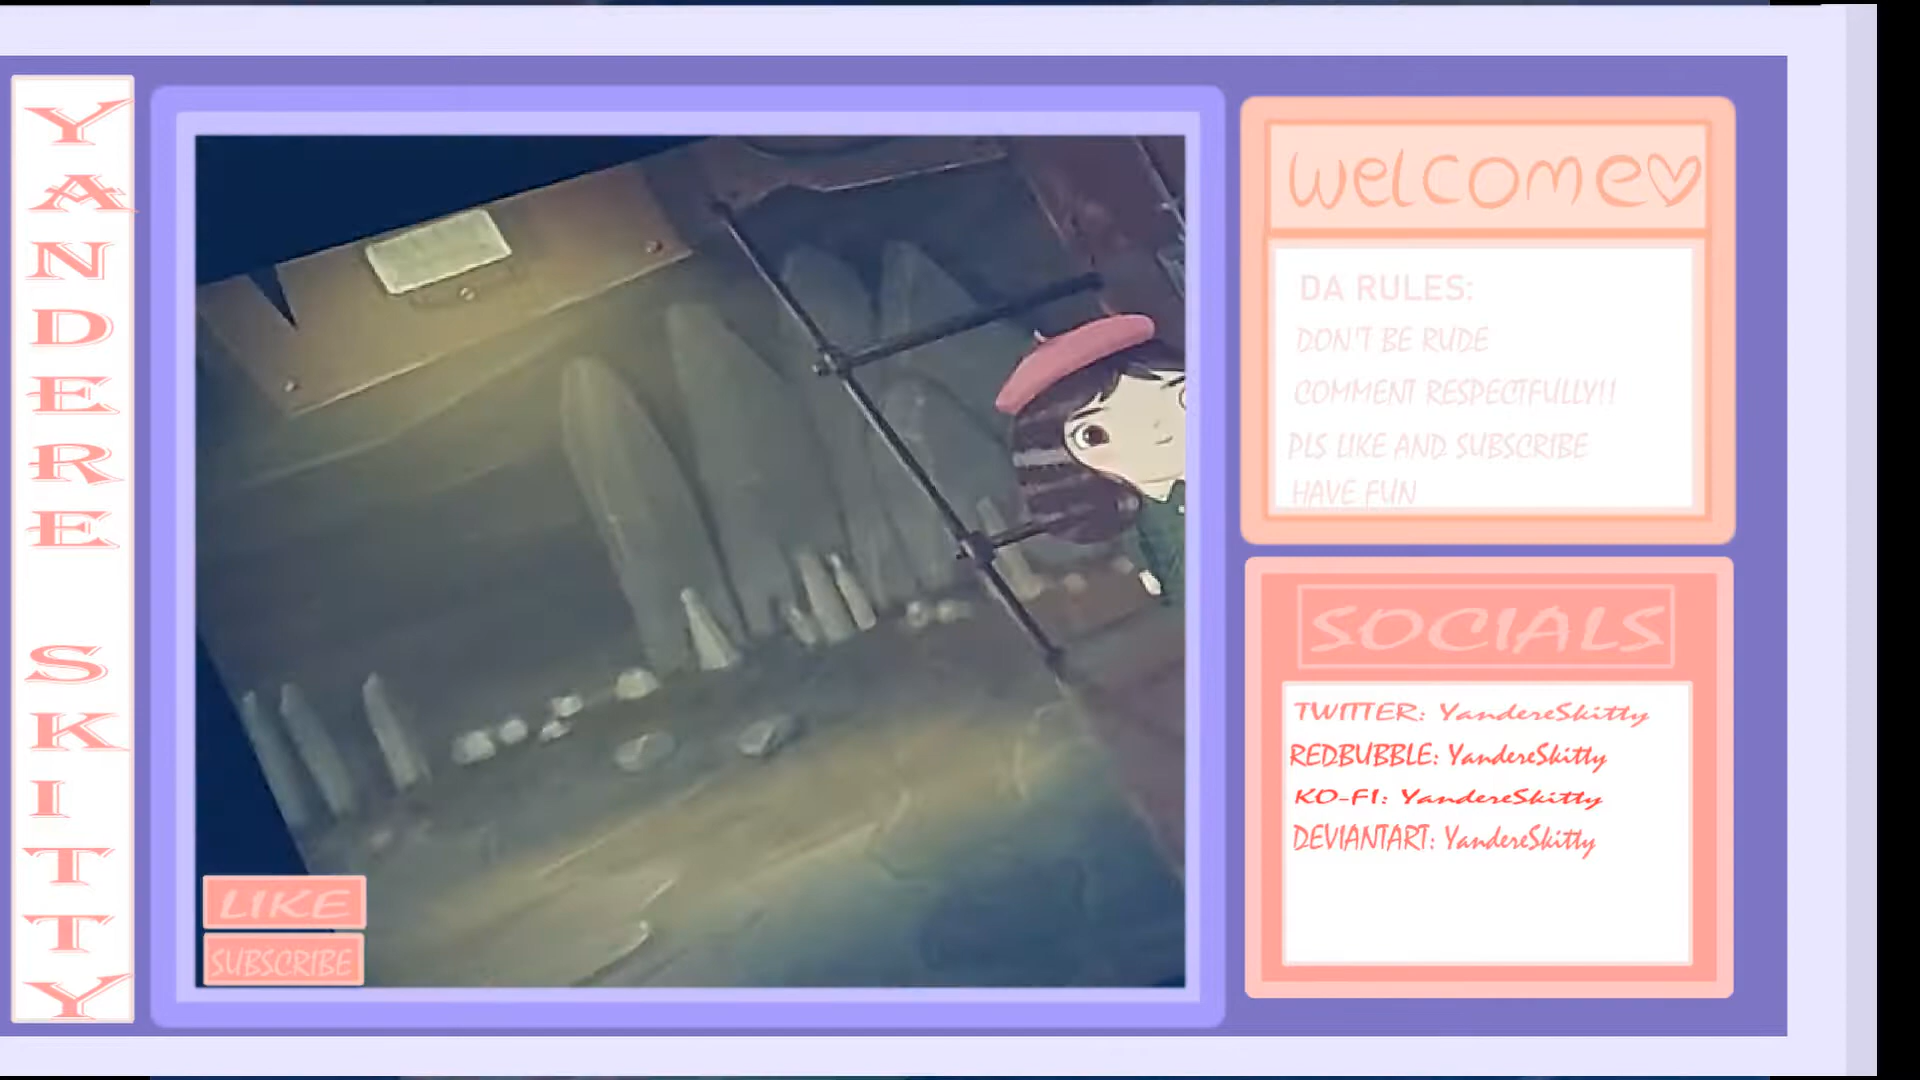 YANDERE SKITTY
WELCOME♡
DA RULES:
DON'T BE RUDE
COMMENT RESPECTFULLY!!
PLS LIKE AND SUBSCRIBE
HAVE FUN
SOCIALS
TWITTER: YandereSkitty
REDBUBBLE: YandereSkitty
KO-FI: YandereSkitty
DEVIANTART: YandereSkitty
LIKE
SUBSCRIBE